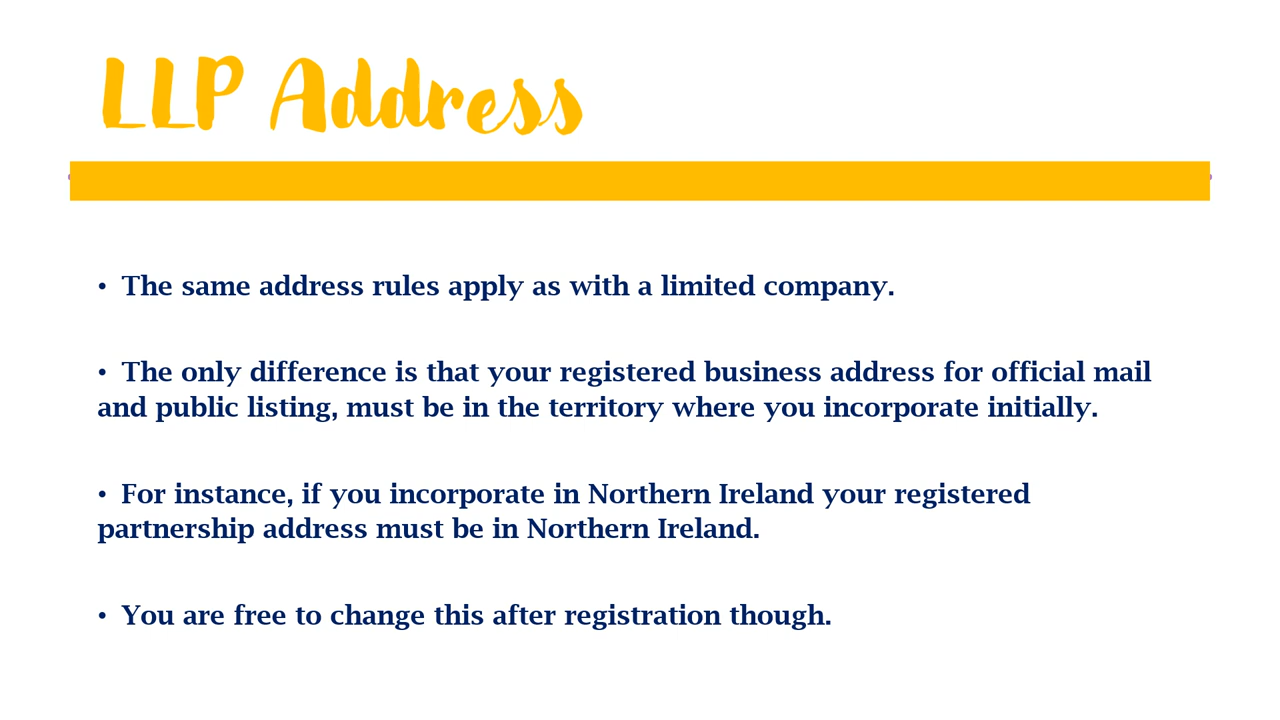 LLP Address
• The same address rules apply as with a limited company.
• The only difference is that your registered business address for official mail
and public listing, must be in the territory where you incorporate initially.
• For instance, if you incorporate in Northern Ireland your registered
partnership address must be in Northern Ireland.
• You are free to change this after registration though.